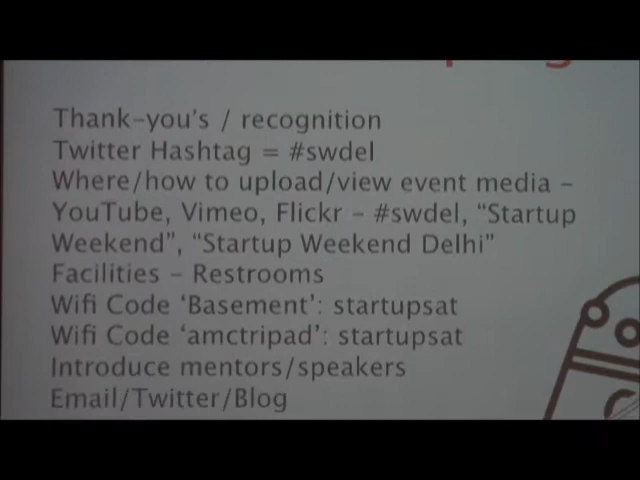 Thank-you's / recognition
Twitter Hashtag = #swdel
Where/how to upload/view event media –
YouTube, Vimeo, Flickr – #swdel, “Startup
Weekend”, “Startup Weekend Delhi”
Facilities – Restrooms
Wifi Code ‘Basement’: startupsat
Wifi Code ‘amctripad’: startupsat
Introduce mentors/speakers
Email/Twitter/Blog